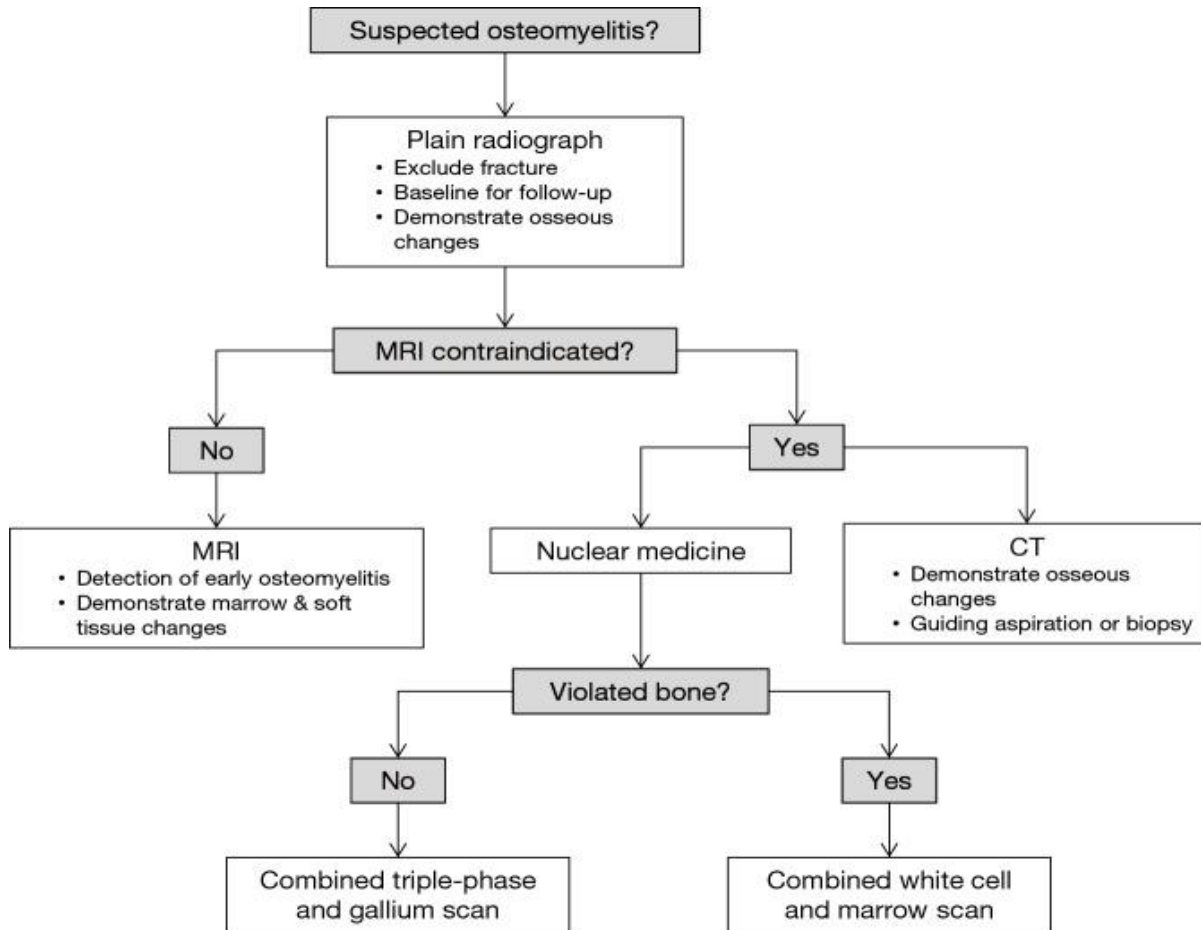 Suspected osteomyelitis?
Plain radiograph
• Exclude fracture
• Baseline for follow-up
• Demonstrate osseous
changes
MRI contraindicated?
No
Yes
MRI
• Detection of early osteomyelitis
• Demonstrate marrow & soft
tissue changes
Nuclear medicine
CT
• Demonstrate osseous
changes
• Guiding aspiration or biopsy
Violated bone?
No
Yes
Combined triple-phase
and gallium scan
Combined white cell
and marrow scan